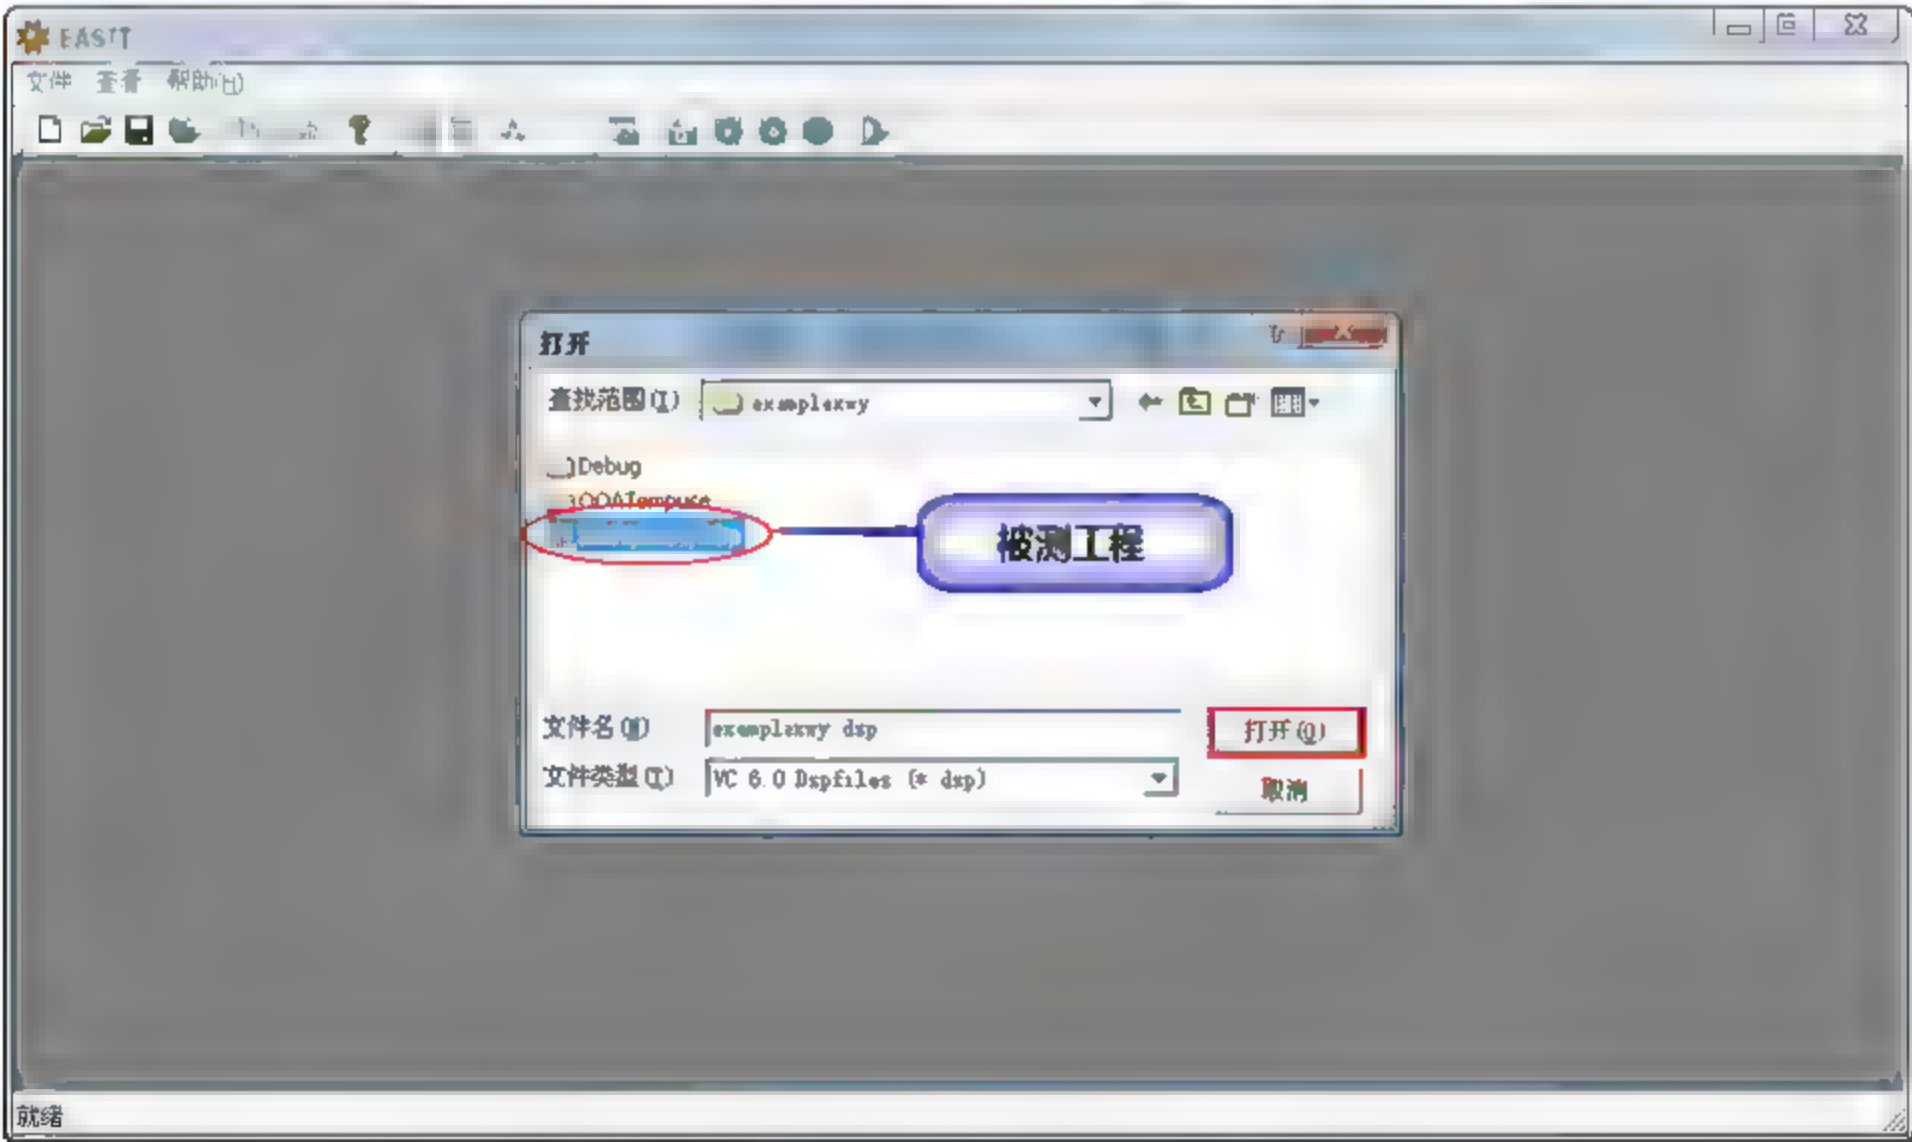 EASIT
文件 查看 帮助(H)
打开
查找范围(I)
examplexwy
Debug
被测工程
文件名(N)
examplexwy dsp
打开(O)
文件类型(T)
VC 6.0 Dspfiles (* dsp)
取消
就绪